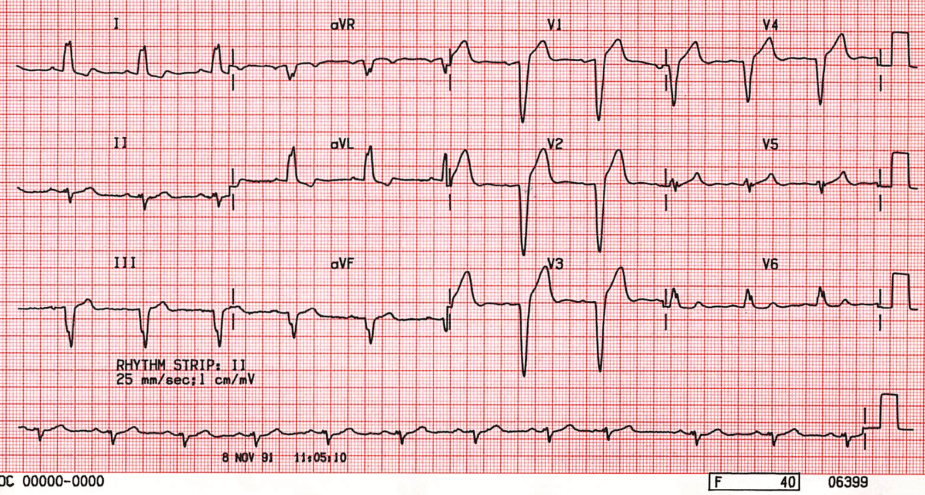 I aVR V1 V4
II aVL V2 V5
III aVF V3 V6
RHYTHM STRIP: II
25 mm/sec; 1 cm/mV
8 NOV 91 11:05:10
00000-0000 F 40 06399